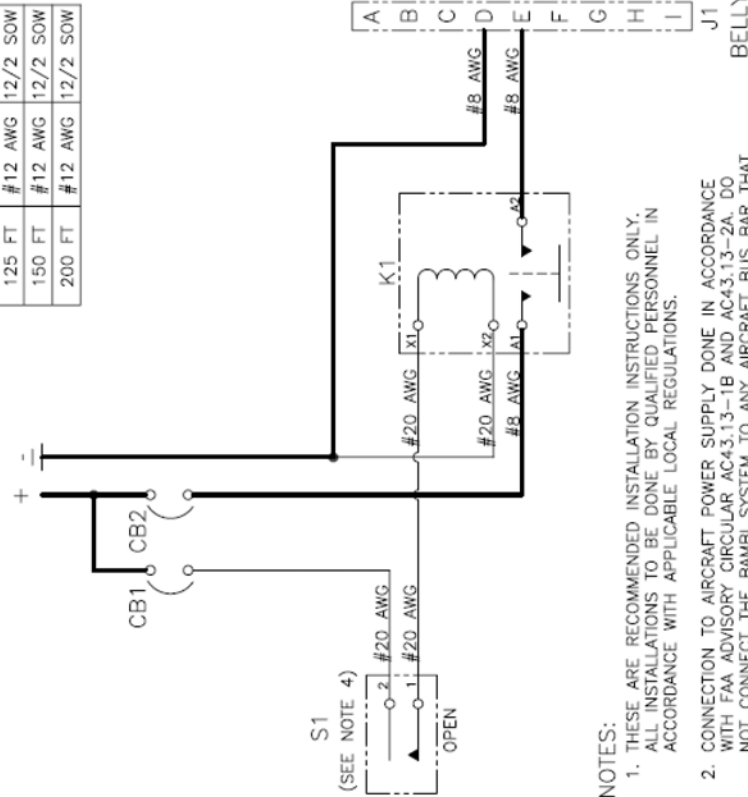 125 FT #12 AWG 12/2 SOW
150 FT #12 AWG 12/2 SOW
200 FT #12 AWG 12/2 SOW
+ -
CB1
CB2
S1
(SEE NOTE 4)
2
1
OPEN
#20 AWG
#20 AWG
#20 AWG
#20 AWG
#8 AWG
K1
X1
X2
A1
A2
#8 AWG
#8 AWG
A B C D E F G H I
J1
BELLY
NOTES:
1. THESE ARE RECOMMENDED INSTALLATION INSTRUCTIONS ONLY.
ALL INSTALLATIONS TO BE DONE BY QUALIFIED PERSONNEL IN
ACCORDANCE WITH APPLICABLE LOCAL REGULATIONS.
2. CONNECTION TO AIRCRAFT POWER SUPPLY DONE IN ACCORDANCE
WITH FAA ADVISORY CIRCULAR AC43.13-1B AND AC43.13-2A. DO
NOT CONNECT THE BAMBI SYSTEM TO ANY AIRCRAFT BUS BAR THAT